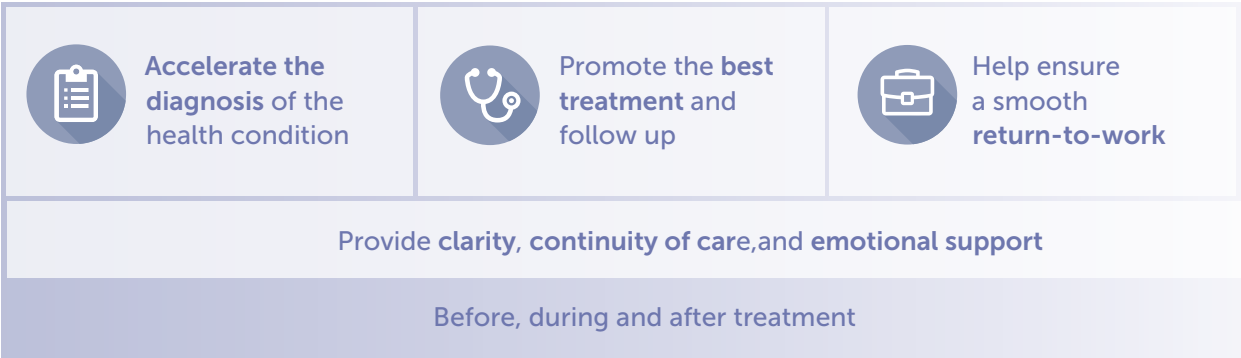 Accelerate the
diagnosis of the
health condition
Promote the best
treatment and
follow up
Help ensure
a smooth
return-to-work
Provide clarity, continuity of care,and emotional support
Before, during and after treatment